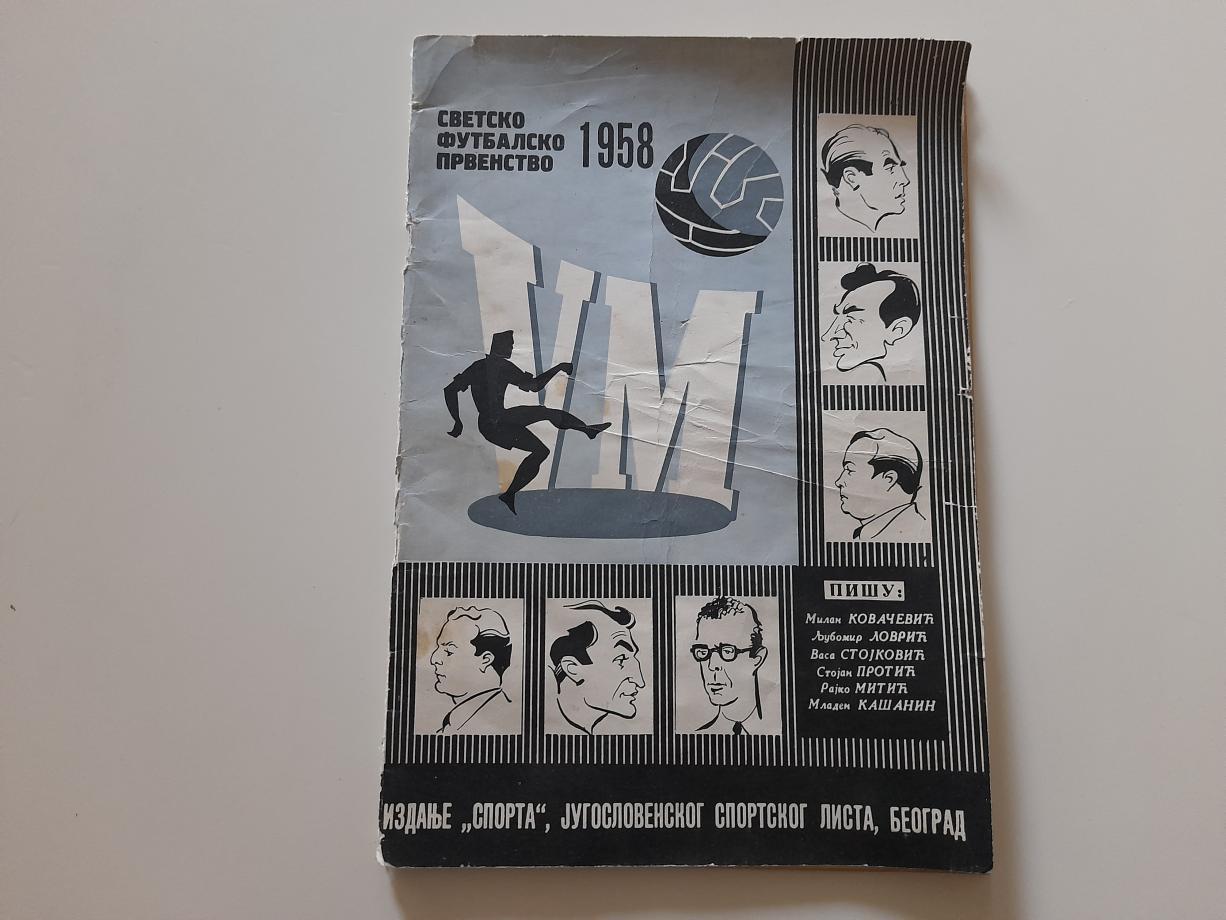 СВЕТСКО
ФУТБАЛСКО
ПРВЕНСТВО
1958
VM
ПИШУ:
Милан КОВАЧЕВИЋ
Љубомир ЛОВРИЋ
Васа СТОЈКОВИЋ
Стојан ПРОТИЋ
Рајко МИТИЋ
Младен КАШАНИН
ИЗДАЊЕ „СПОРТА“, ЈУГОСЛОВЕНСКОГ СПОРТСКОГ ЛИСТА, БЕОГРАД